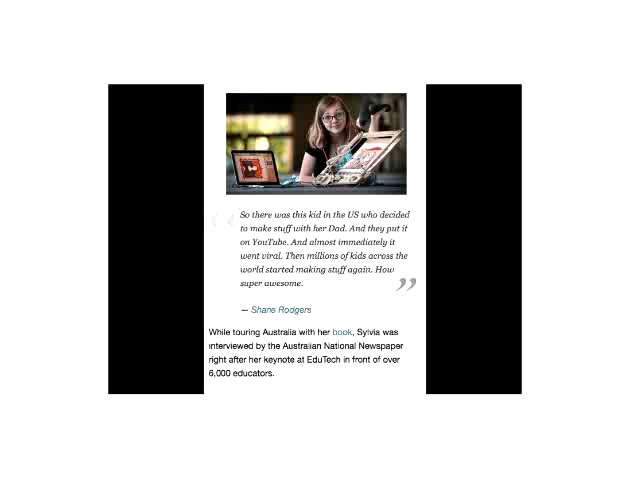 So there was this kid in the US who decided
to make stuff with her Dad. And they put it
on YouTube. And almost immediately it
went viral. Then millions of kids across the
world started making stuff again. How
super awesome.
— Shane Rodgers
While touring Australia with her book, Sylvia was
interviewed by the Australian National Newspaper
right after her keynote at EduTech in front of over
6,000 educators.